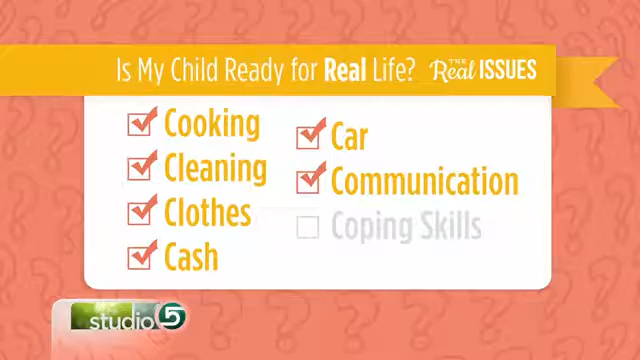 Is My Child Ready for Real Life? THE Real ISSUES
Cooking
Cleaning
Clothes
Cash
Car
Communication
Coping Skills
studio 5